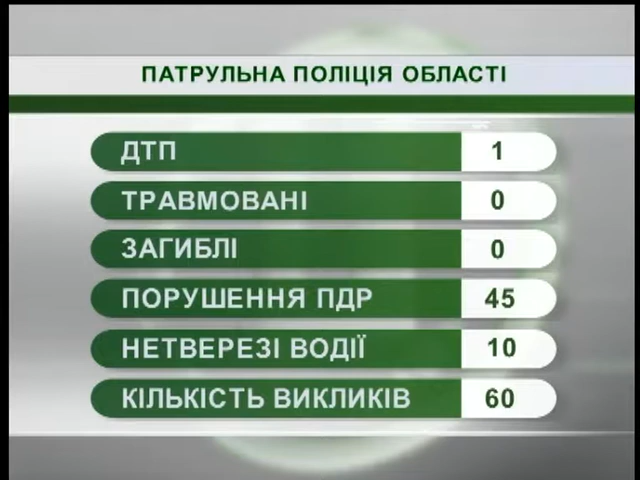 ПАТРУЛЬНА ПОЛІЦІЯ ОБЛАСТІ
ДТП 1
ТРАВМОВАНІ 0
ЗАГИБЛІ 0
ПОРУШЕННЯ ПДР 45
НЕТВЕРЕЗІ ВОДІЇ 10
КІЛЬКІСТЬ ВИКЛИКІВ 60